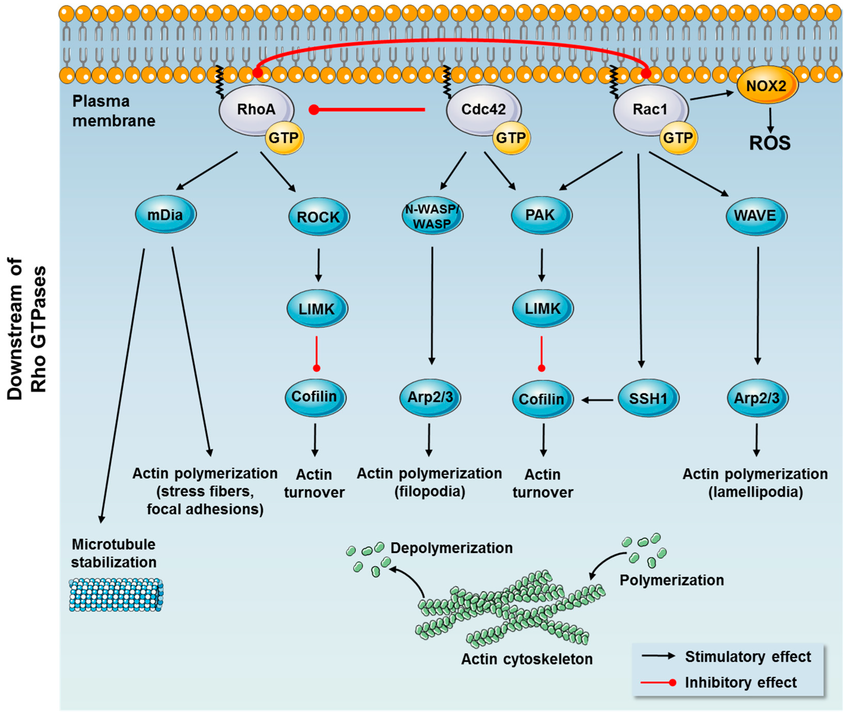 Plasma
membrane
RhoA
GTP
Cdc42
GTP
Rac1
GTP
NOX2
ROS
mDia
ROCK
N-WASP/
WASP
PAK
WAVE
LIMK
LIMK
Cofilin
Arp2/3
Cofilin
SSH1
Arp2/3
Downstream of
Rho GTPases
Actin polymerization
(stress fibers,
focal adhesions)
Actin
turnover
Actin polymerization
(filopodia)
Actin
turnover
Actin polymerization
(lamellipodia)
Microtubule
stabilization
Depolymerization
Polymerization
Actin cytoskeleton
Stimulatory effect
Inhibitory effect